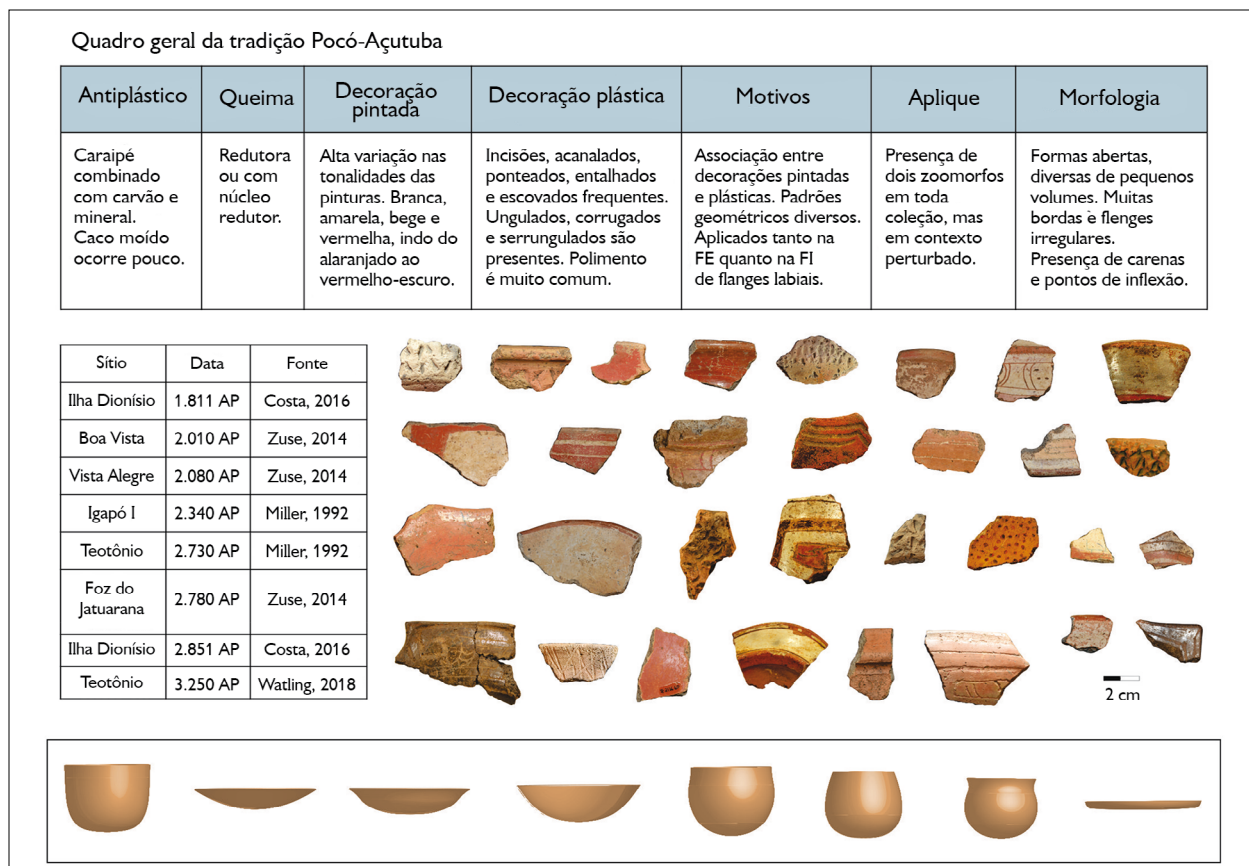 Quadro geral da tradição Pocó-Açutuba
Antiplástico
Queima
Decoração
pintada
Decoração plástica
Motivos
Aplique
Morfologia
Caraipé
combinado
com carvão e
mineral.
Caco moído
ocorre pouco.
Redutora
ou com
núcleo
redutor.
Alta variação nas
tonalidades das
pinturas. Branca,
amarela, bege e
vermelha, indo do
alaranjado ao
vermelho-escuro.
Incisões, acanalados,
ponteados, entalhados
e escovados frequentes.
Ungulados, corrugados
e serrungulados são
presentes. Polimento
é muito comum.
Associação entre
decorações pintadas
e plásticas. Padrões
geométricos diversos.
Aplicados tanto na
FE quanto na FI
de flanges labiais.
Presença de
dois zoomorfos
em toda
coleção, mas
em contexto
perturbado.
Formas abertas,
diversas de pequenos
volumes. Muitas
bordas e flenges
irregulares.
Presença de carenas
e pontos de inflexão.
Sítio Data Fonte
Ilha Dionísio 1.811 AP Costa, 2016
Boa Vista 2.010 AP Zuse, 2014
Vista Alegre 2.080 AP Zuse, 2014
Igapó I 2.340 AP Miller, 1992
Teotônio 2.730 AP Miller, 1992
Foz do
Jatuarana 2.780 AP Zuse, 2014
Ilha Dionísio 2.851 AP Costa, 2016
Teotônio 3.250 AP Watling, 2018
2 cm